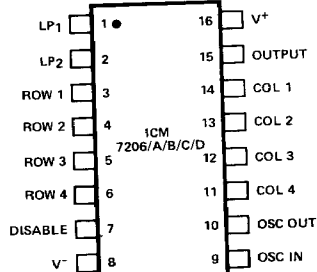 LP1 1 16 V+
LP2 2 15 OUTPUT
ROW 1 3 14 COL 1
ROW 2 4 13 COL 2
ICM
7206/A/B/C/D
ROW 3 5 12 COL 3
ROW 4 6 11 COL 4
DISABLE 7 10 OSC OUT
V- 8 9 OSC IN